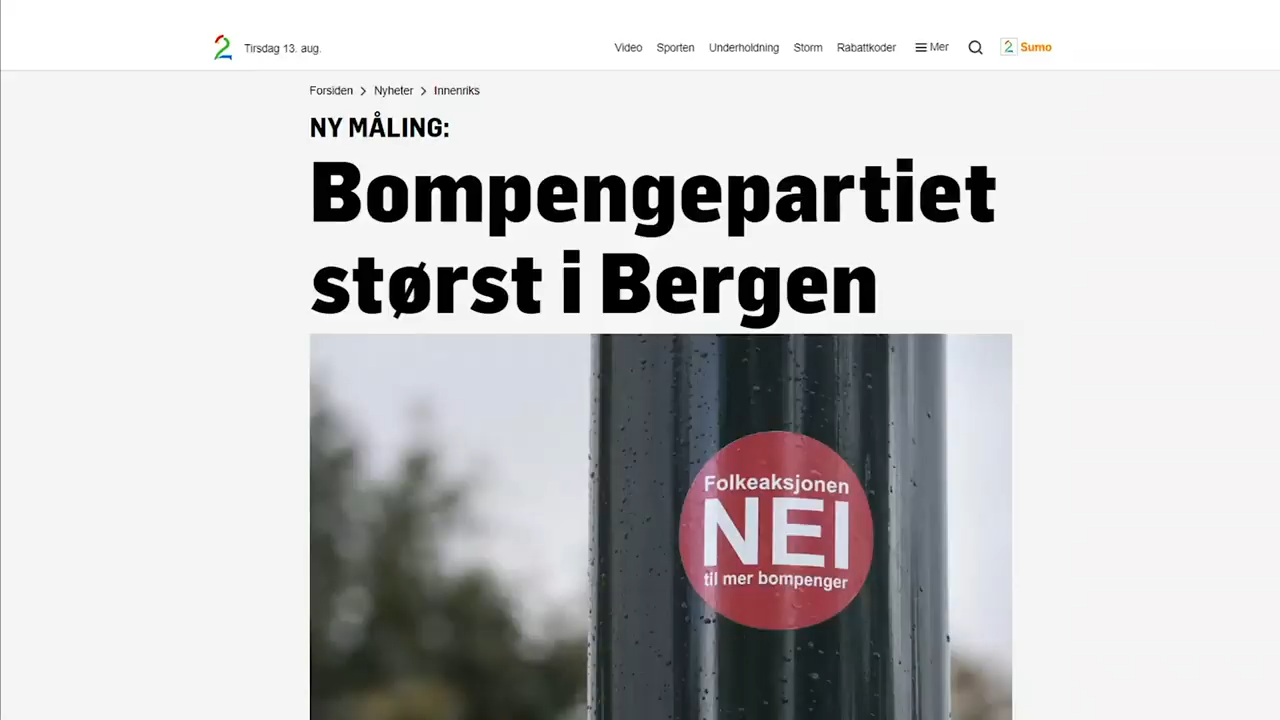 2 Tirsdag 13. aug. Video Sporten Underholdning Storm Rabattkoder Mer 2 Sumo
Forsiden > Nyheter > Innenriks
NY MÅLING:
Bompengepartiet
størst i Bergen
Folkeaksjonen
NEI
til mer bompenger